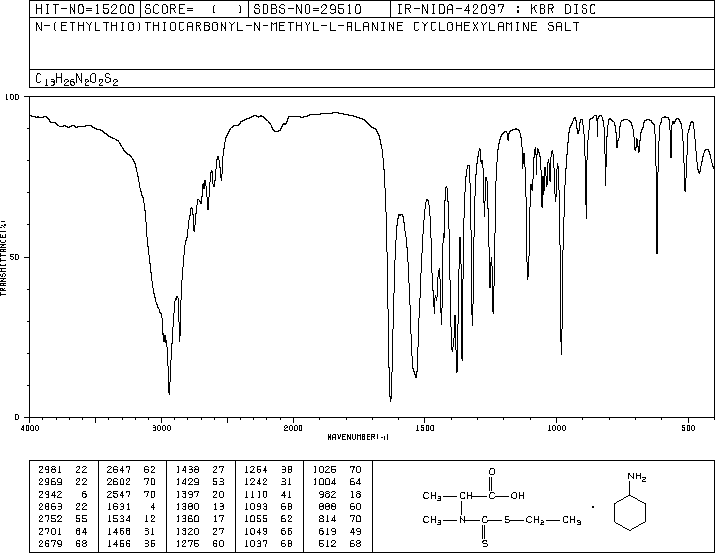 HIT-NO=15200 SCORE= ( ) SDBS-NO=29510 IR-NIDA-42097 : KBR DISC
N-(ETHYLTHIO)THIOCARBONYL-N-METHYL-L-ALANINE CYCLOHEXYLAMINE SALT
C13H26N2O2S2
100
50
0
TRANSMITTANCE(%)
4000 3000 2000 1500 1000 500
WAVENUMBER(-1)
2981 22 2647 62 1438 27 1254 38 1026 70
2969 22 2602 70 1429 53 1242 31 1004 64
2942 6 2547 70 1397 20 1110 41 982 18
2863 22 1631 4 1380 13 1093 68 888 60
2752 55 1534 12 1360 17 1055 62 814 70
2701 64 1468 31 1320 27 1049 66 619 49
2679 68 1456 36 1275 60 1037 68 512 68
O
NH2
CH3 CH C OH
CH3 N C S CH2 CH3
S